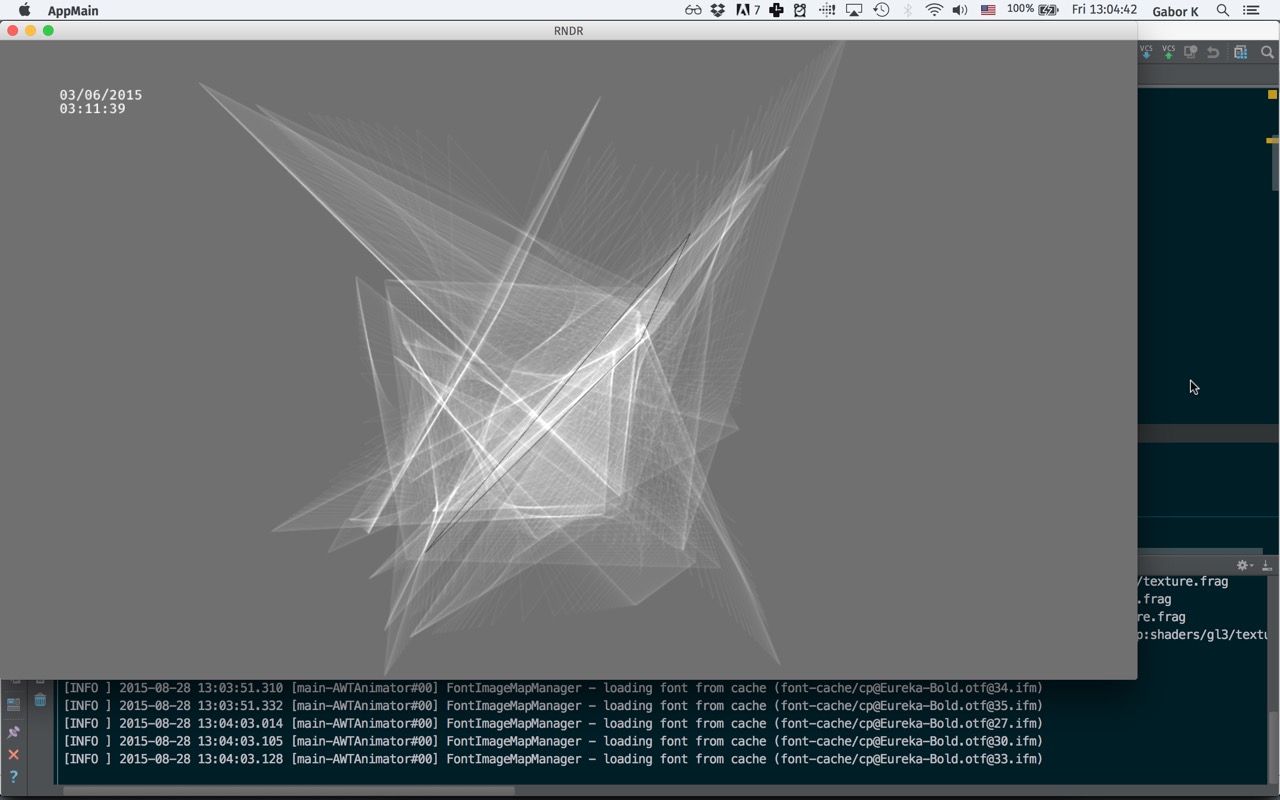 AppMain
7
100%
Fri 13:04:42
Gabor K
RNDR
VCS
VCS
03/06/2015
03:11:39
/texture.frag
.frag
re.frag
p:shaders/gl3/textu
[INFO ] 2015-08-28 13:03:51.310 [main-AWTAnimator#00] FontImageMapManager – loading font from cache (font-cache/cp@Eureka-Bold.otf@34.ifm)
[INFO ] 2015-08-28 13:03:51.332 [main-AWTAnimator#00] FontImageMapManager – loading font from cache (font-cache/cp@Eureka-Bold.otf@35.ifm)
[INFO ] 2015-08-28 13:04:03.014 [main-AWTAnimator#00] FontImageMapManager – loading font from cache (font-cache/cp@Eureka-Bold.otf@27.ifm)
[INFO ] 2015-08-28 13:04:03.105 [main-AWTAnimator#00] FontImageMapManager – loading font from cache (font-cache/cp@Eureka-Bold.otf@30.ifm)
[INFO ] 2015-08-28 13:04:03.128 [main-AWTAnimator#00] FontImageMapManager – loading font from cache (font-cache/cp@Eureka-Bold.otf@33.ifm)
?